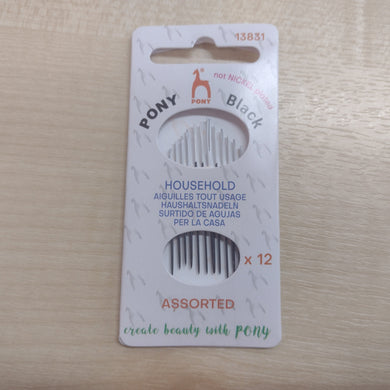 13831
not NICKEL plated
PONY
PONY Black
HOUSEHOLD
AIGUILLES TOUT USAGE
HAUSHALTSNADELN
SURTIDO DE AGUJAS
PER LA CASA
x 12
ASSORTED
create beauty with PONY